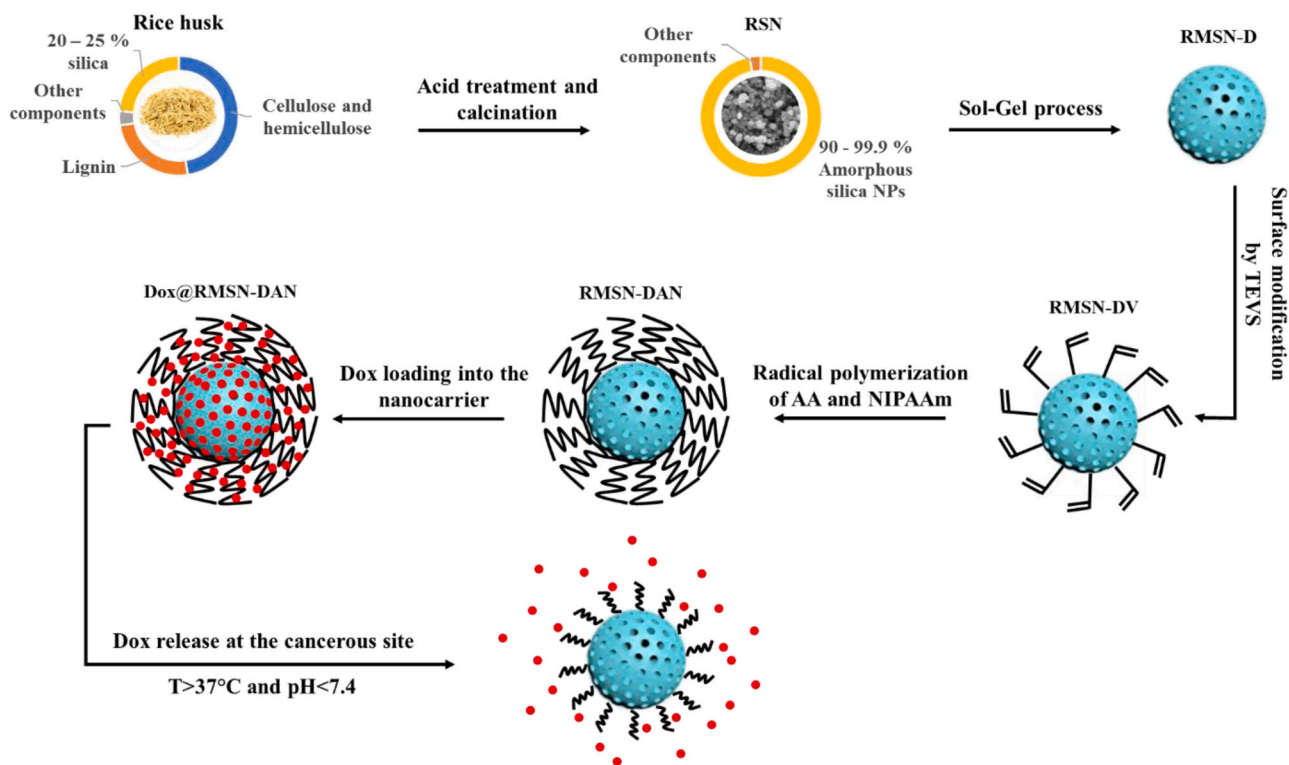 Rice husk
20 – 25 %
silica
Other
components
Lignin
Cellulose and
hemicellulose
Acid treatment and
calcination
RSN
Other
components
90 - 99.9 %
Amorphous
silica NPs
Sol-Gel process
RMSN-D
Surface modification
by TEVS
RMSN-DV
Radical polymerization
of AA and NIPAAm
RMSN-DAN
Dox loading into the
nanocarrier
Dox@RMSN-DAN
Dox release at the cancerous site
T>37°C and pH<7.4